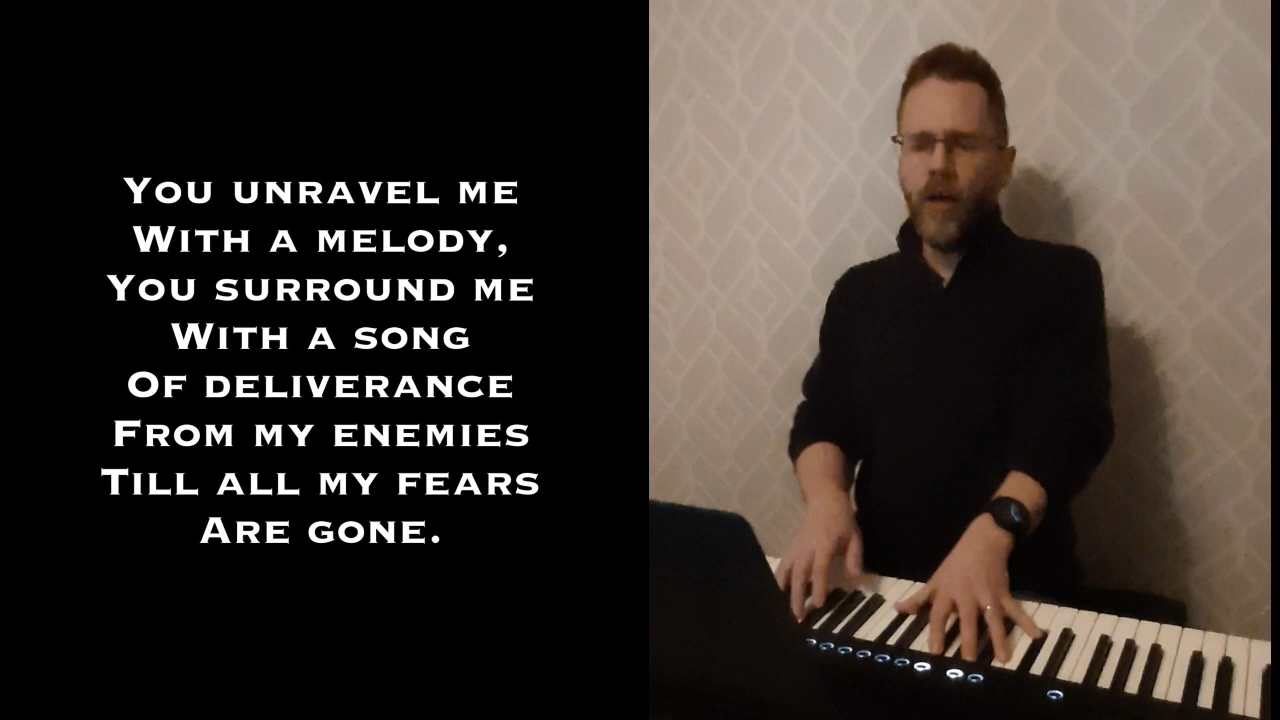 You unravel me
With a melody,
You surround me
With a song
Of deliverance
From my enemies
Till all my fears
Are gone.